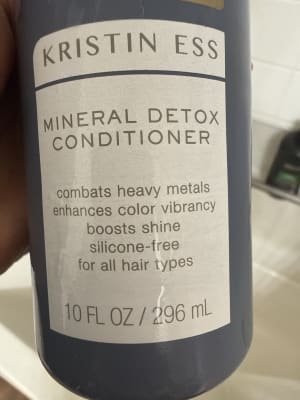 KRISTIN ESS
MINERAL DETOX
CONDITIONER
combats heavy metals
enhances color vibrancy
boosts shine
silicone-free
for all hair types
10 FL OZ / 296 mL